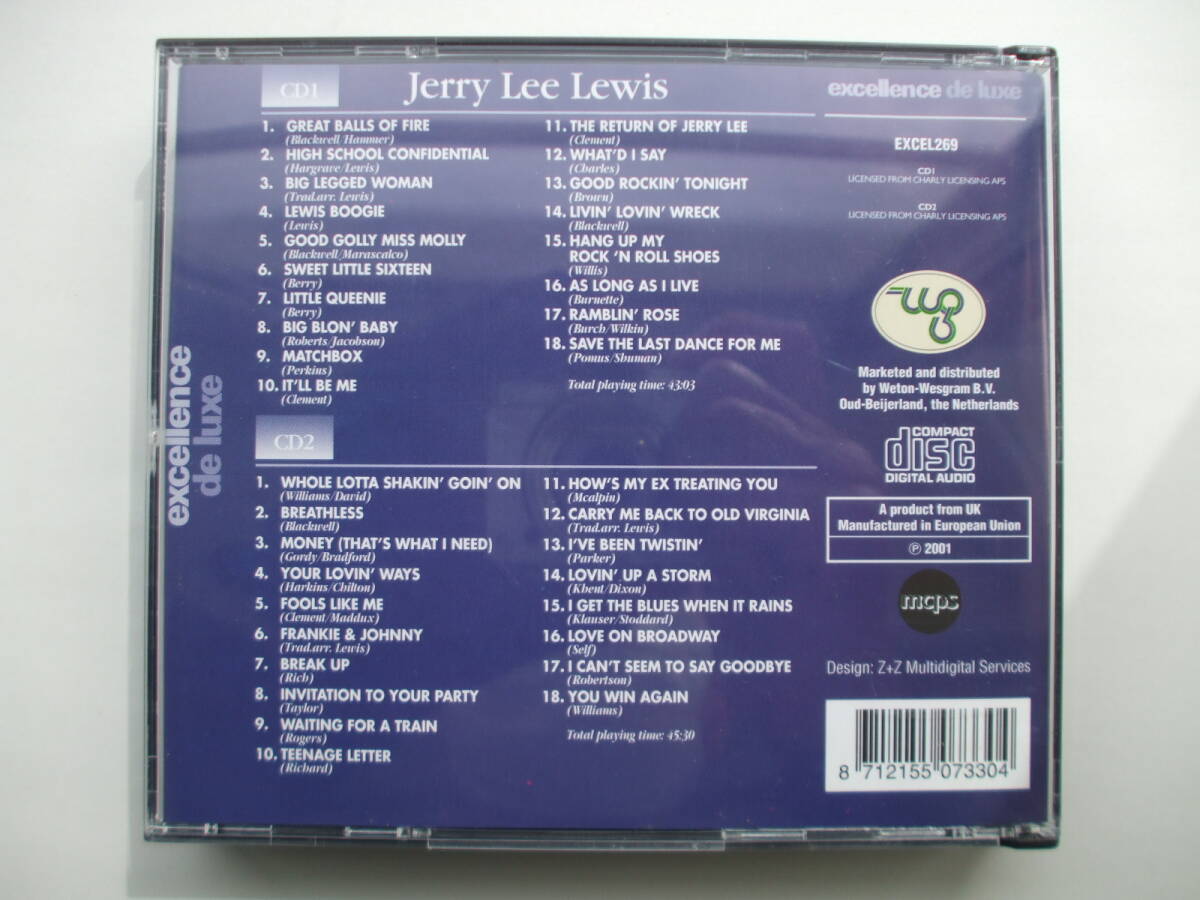 CD1
Jerry Lee Lewis
1. GREAT BALLS OF FIRE
(Blackwell/Hammer)
2. HIGH SCHOOL CONFIDENTIAL
(Hargrave/Lewis)
3. BIG LEGGED WOMAN
(Trad.arr. Lewis)
4. LEWIS BOOGIE
(Lewis)
5. GOOD GOLLY MISS MOLLY
(Blackwell/Marascalco)
6. SWEET LITTLE SIXTEEN
(Berry)
7. LITTLE QUEENIE
(Berry)
8. BIG BLON' BABY
(Roberts/Jacobson)
9. MATCHBOX
(Perkins)
10. IT'LL BE ME
(Clement)
11. THE RETURN OF JERRY LEE
(Clement)
12. WHAT'D I SAY
(Charles)
13. GOOD ROCKIN' TONIGHT
(Brown)
14. LIVIN' LOVIN' WRECK
(Blackwell)
15. HANG UP MY
ROCK 'N ROLL SHOES
(Willis)
16. AS LONG AS I LIVE
(Burnette)
17. RAMBLIN' ROSE
(Burch/Wilkin)
18. SAVE THE LAST DANCE FOR ME
(Pomus/Shuman)
Total playing time: 43:03
CD2
1. WHOLE LOTTA SHAKIN' GOIN' ON
(Williams/David)
2. BREATHLESS
(Blackwell)
3. MONEY (THAT'S WHAT I NEED)
(Gordy/Bradford)
4. YOUR LOVIN' WAYS
(Harkins/Chilton)
5. FOOLS LIKE ME
(Clement/Maddux)
6. FRANKIE & JOHNNY
(Trad.arr. Lewis)
7. BREAK UP
(Rich)
8. INVITATION TO YOUR PARTY
(Taylor)
9. WAITING FOR A TRAIN
(Rogers)
10. TEENAGE LETTER
(Richard)
11. HOW'S MY EX TREATING YOU
(Mcalpin)
12. CARRY ME BACK TO OLD VIRGINIA
(Trad.arr. Lewis)
13. I'VE BEEN TWISTIN'
(Parker)
14. LOVIN' UP A STORM
(Khent/Dixon)
15. I GET THE BLUES WHEN IT RAINS
(Klauser/Stoddard)
16. LOVE ON BROADWAY
(Self)
17. I CAN'T SEEM TO SAY GOODBYE
(Robertson)
18. YOU WIN AGAIN
(Williams)
Total playing time: 45:30
excellence de luxe
EXCEL269
CD1
LICENSED FROM CHARLY LICENSING APS
CD2
LICENSED FROM CHARLY LICENSING APS
Marketed and distributed
by Weton-Wesgram B.V.
Oud-Beijerland, the Netherlands
COMPACT
disc
DIGITAL AUDIO
A product from UK
Manufactured in European Union
℗ 2001
mcps
Design: Z+Z Multidigital Services
8 712155 073304
excellence
de luxe